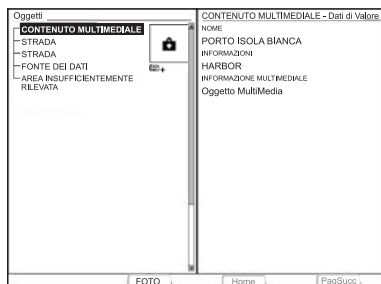 Oggetti
CONTENUTO MULTIMEDIALE
STRADA
STRADA
FONTE DEI DATI
AREA INSUFFICIENTEMENTE
RILEVATA
CONTENUTO MULTIMEDIALE - Dati di Valore
NOME
PORTO ISOLA BIANCA
INFORMAZIONI
HARBOR
INFORMAZIONE MULTIMEDIALE
Oggetto MultiMedia
FOTO
Home
PagSucc